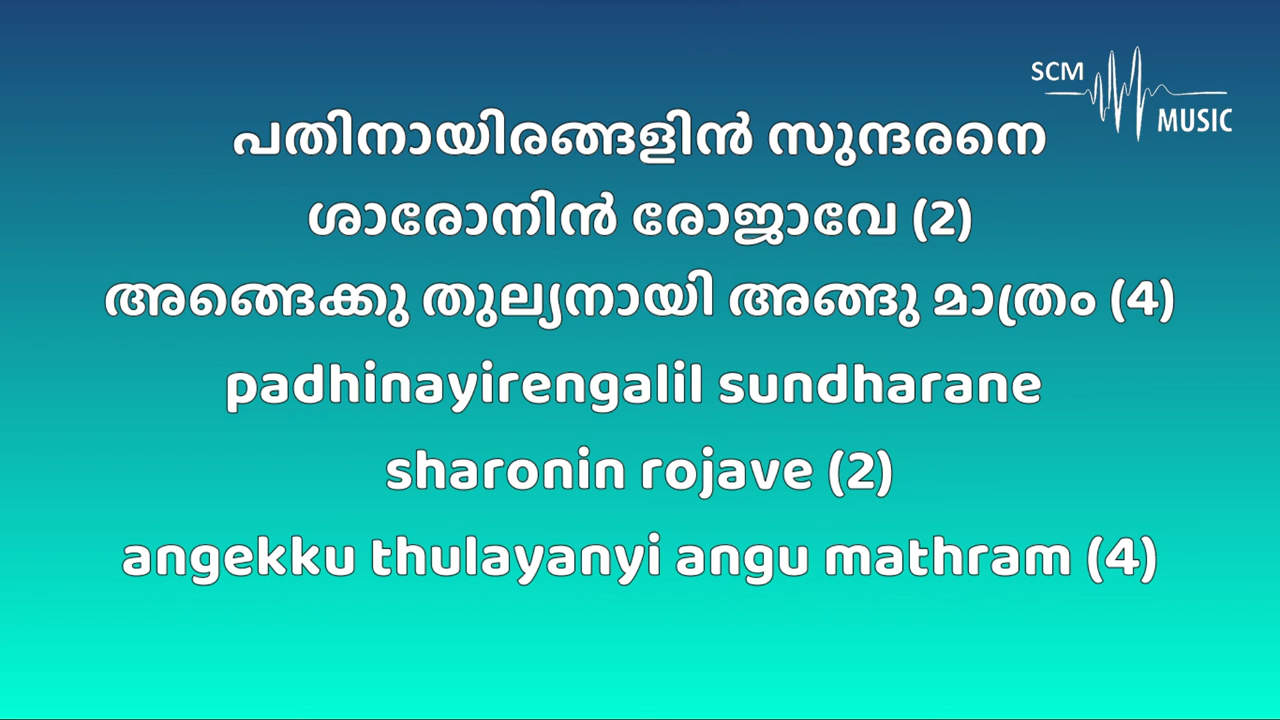 SCM
MUSIC
പതിനായിരങ്ങളിൻ സുന്ദരനെ
ശാരോനിൻ രോജാവേ (2)
അങ്ങെക്കു തുല്യനായി അങ്ങു മാത്രം (4)
padhinayirengalil sundharane
sharonin rojave (2)
angekku thulayanyi angu mathram (4)